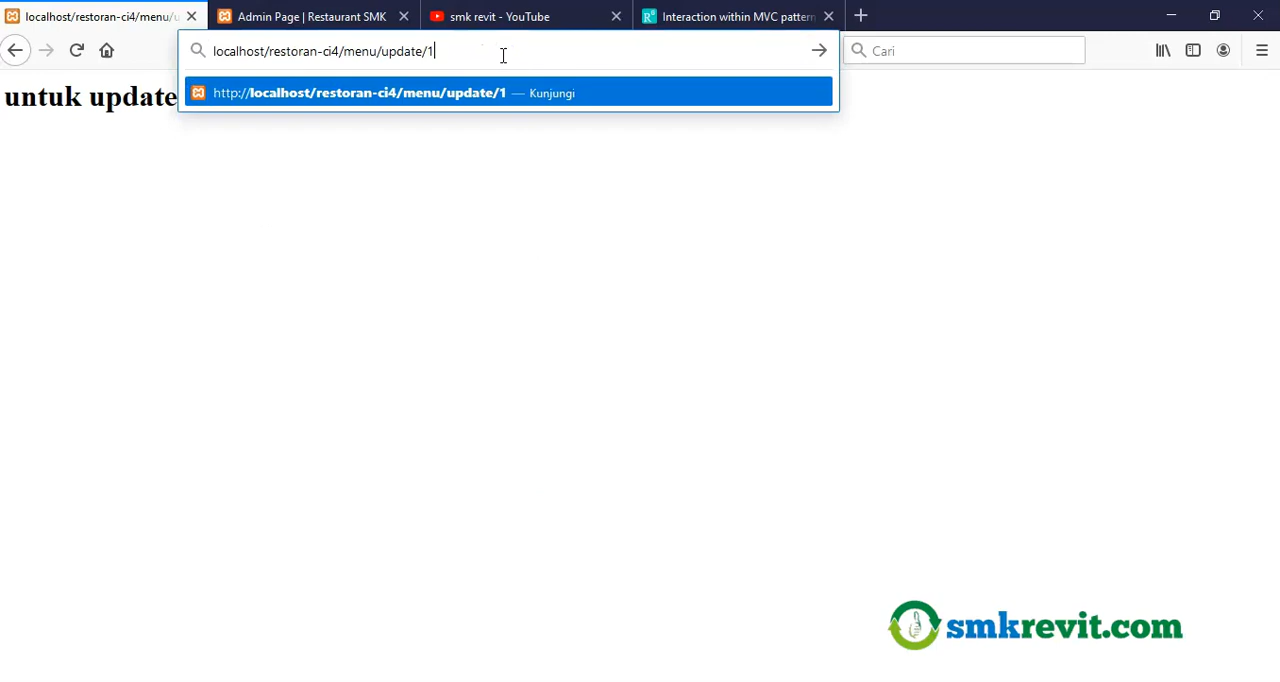 localhost/restoran-ci4/menu/u
Admin Page | Restaurant SMK
smk revit - YouTube
Interaction within MVC pattern
localhost/restoran-ci4/menu/update/1
Cari
http://localhost/restoran-ci4/menu/update/1 — Kunjungi
untuk update
smkrevit.com